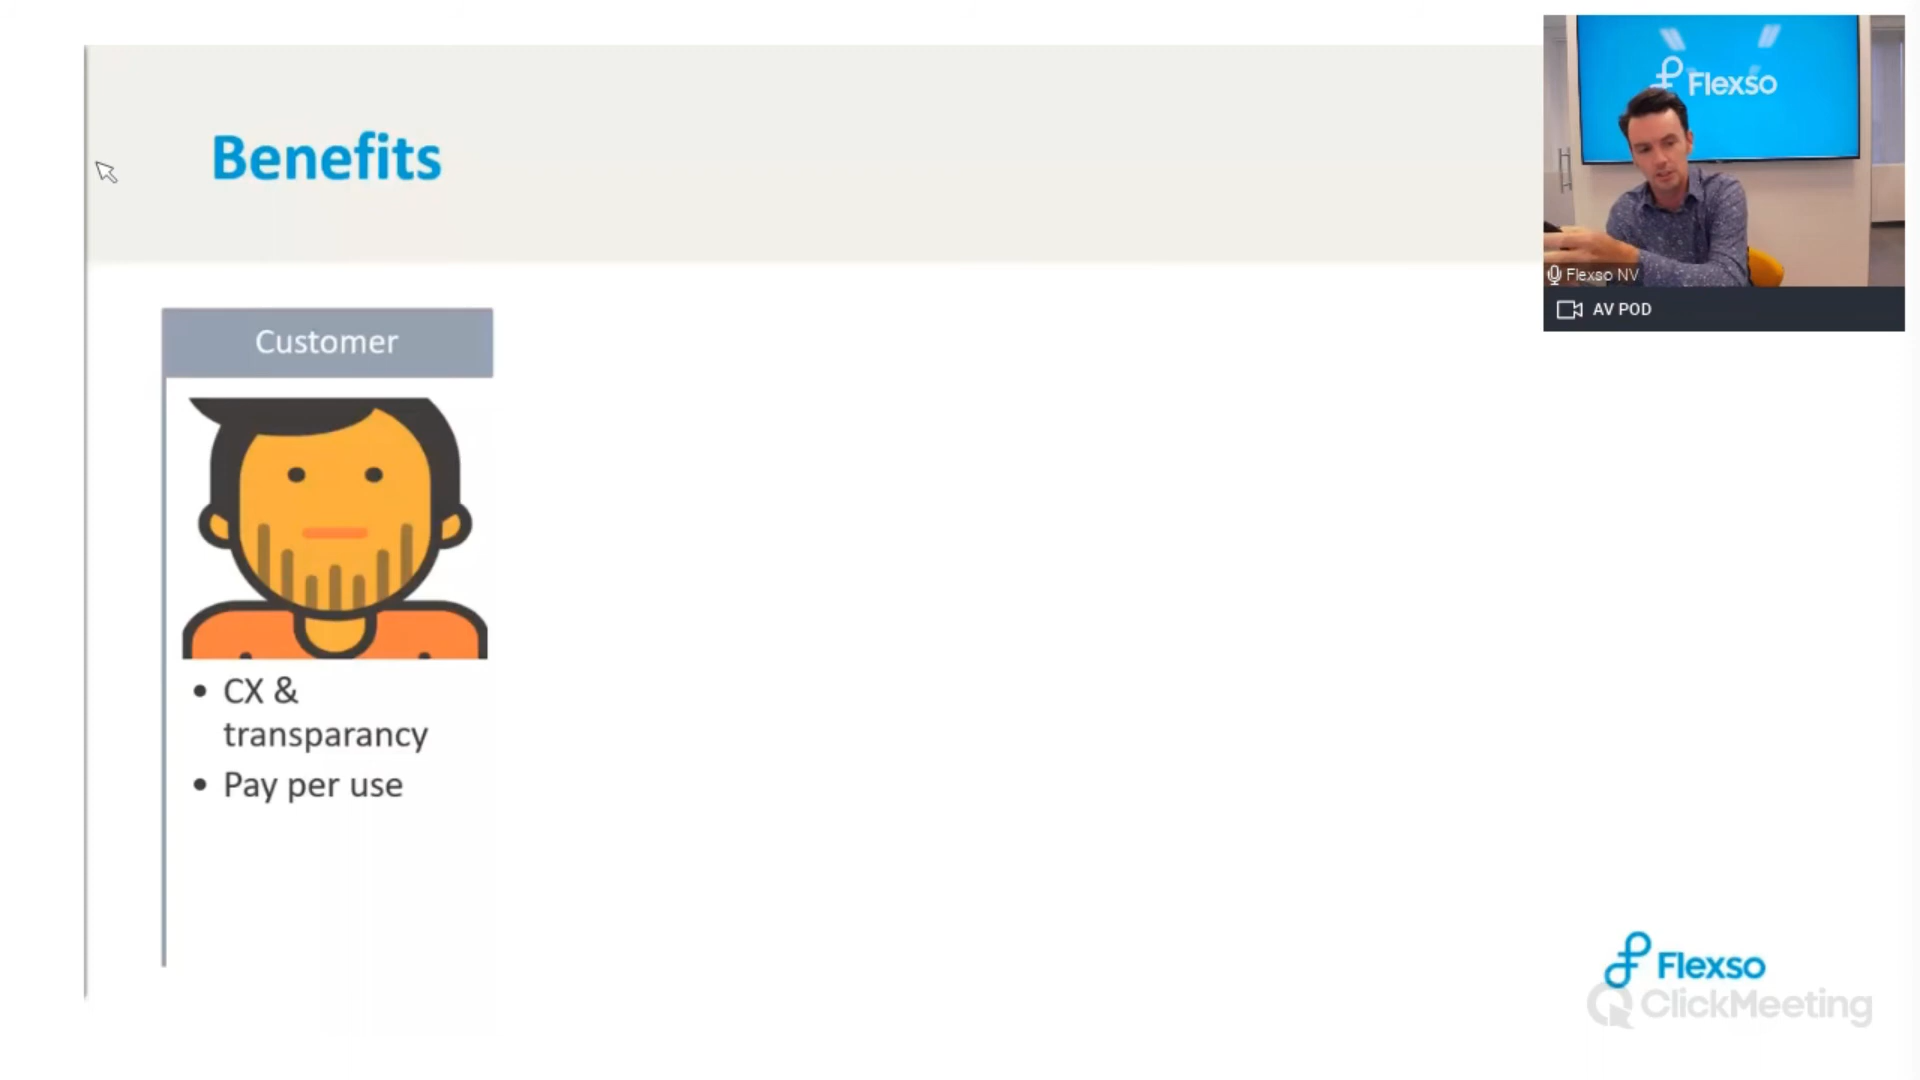 Benefits
Flexso
Flexso NV
AV POD
Customer
• CX &
transparancy
• Pay per use
Flexso
ClickMeeting